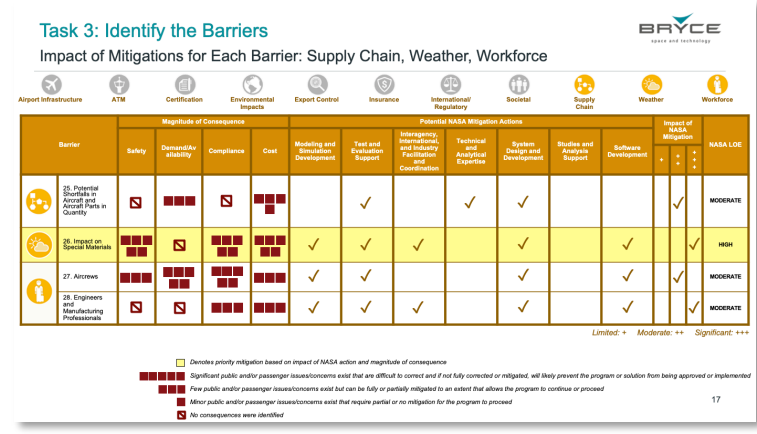 Task 3: Identify the Barriers
BRYCE
space and technology
Impact of Mitigations for Each Barrier: Supply Chain, Weather, Workforce
Airport Infrastructure
ATM
Certification
Environmental
Impacts
Export Control
Insurance
International/
Regulatory
Societal
Supply
Chain
Weather
Workforce
Barrier
Magnitude of Consequence
Potential NASA Mitigation Actions
Impact of
NASA
Mitigation
NASA LOE
Safety
Demand/Av
ailability
Compliance
Cost
Modeling and
Simulation
Development
Test and
Evaluation
Support
Interagency,
International,
and Industry
Facilitation
and
Coordination
Technical
and
Analytical
Expertise
System
Design and
Development
Studies and
Analysis
Support
Software
Development
+
+
+
+
+
+
25. Potential
Shortfalls in
Aircraft and
Aircraft Parts in
Quantity
MODERATE
26. Impact on
Special Materials
HIGH
27. Aircrews
MODERATE
28. Engineers
and
Manufacturing
Professionals
MODERATE
Limited: + Moderate: ++ Significant: +++
Denotes priority mitigation based on impact of NASA action and magnitude of consequence
Significant public and/or passenger issues/concerns exist that are difficult to correct and if not fully corrected or mitigated, will likely prevent the program or solution from being approved or implemented
Few public and/or passenger issues/concerns exist but can be fully or partially mitigated to an extent that allows the program to continue or proceed
Minor public and/or passenger issues/concerns exist that require partial or no mitigation for the program to proceed
No consequences were identified
17